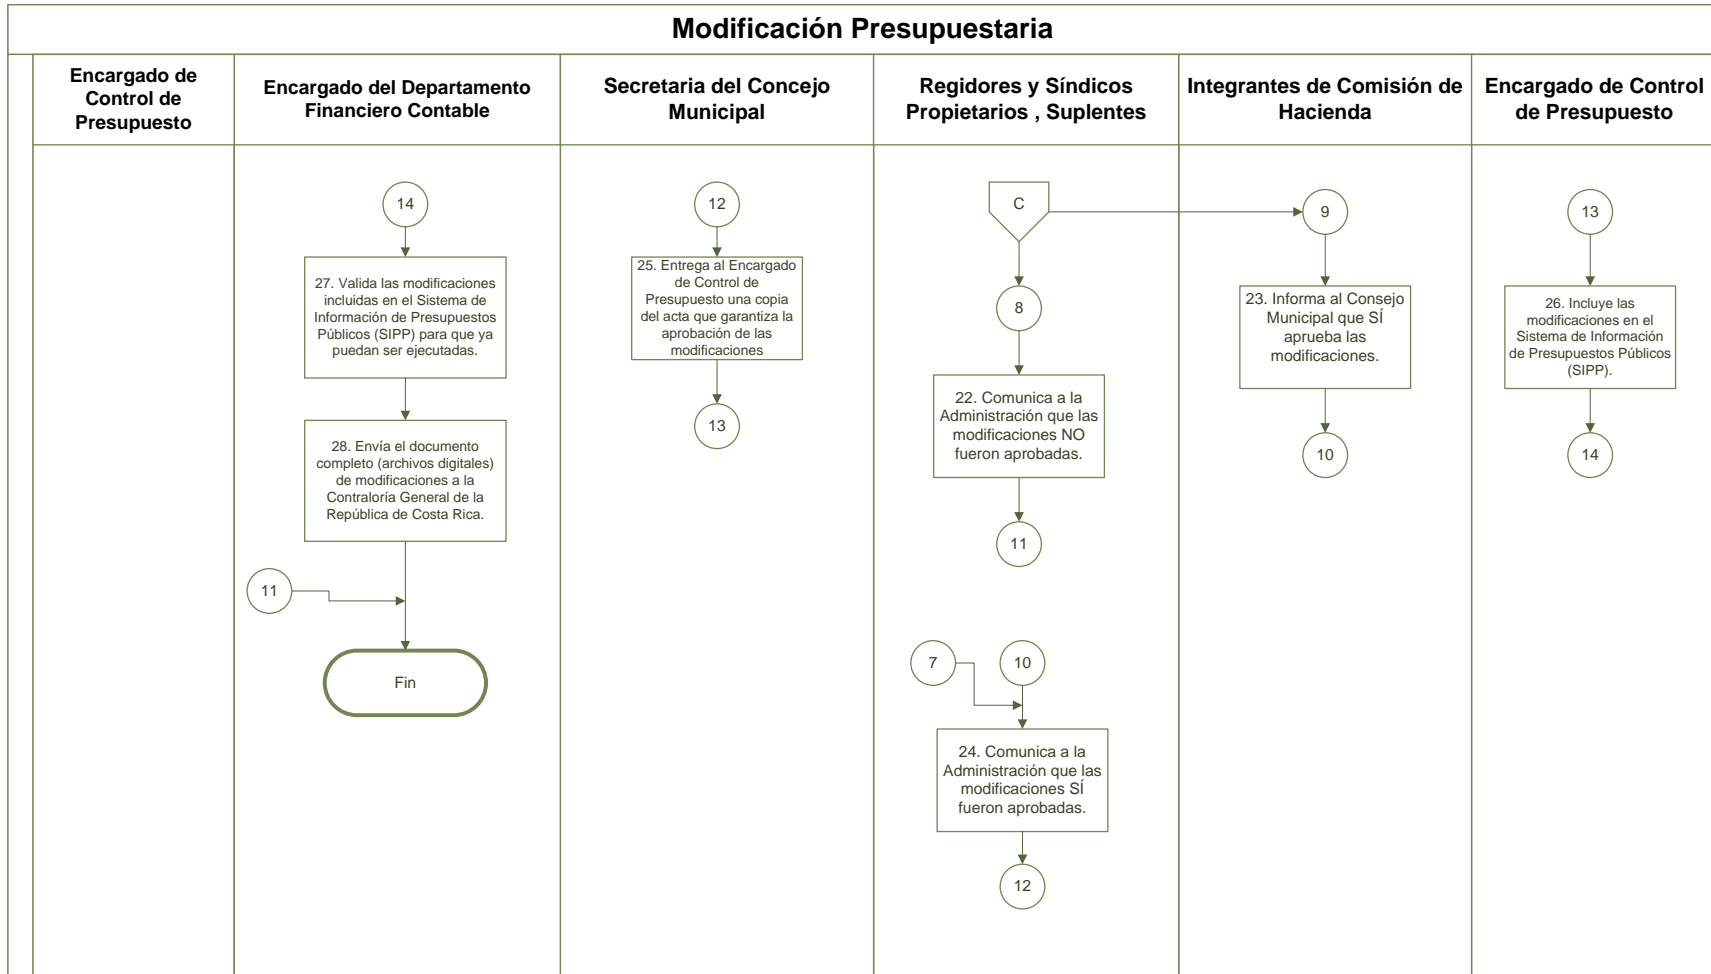 Modificación Presupuestaria
Encargado de
Control de
Presupuesto
Encargado del Departamento
Financiero Contable
Secretaria del Concejo
Municipal
Regidores y Síndicos
Propietarios , Suplentes
Integrantes de Comisión de
Hacienda
Encargado de Control
de Presupuesto
14
27. Valida las modificaciones
incluidas en el Sistema de
Información de Presupuestos
Públicos (SIPP) para que ya
puedan ser ejecutadas.
28. Envía el documento
completo (archivos digitales)
de modificaciones a la
Contraloría General de la
República de Costa Rica.
11
Fin
12
25. Entrega al Encargado
de Control de
Presupuesto una copia
del acta que garantiza la
aprobación de las
modificaciones
13
C
8
22. Comunica a la
Administración que las
modificaciones NO
fueron aprobadas.
11
7
10
24. Comunica a la
Administración que las
modificaciones SÍ
fueron aprobadas.
12
9
23. Informa al Consejo
Municipal que SÍ
aprueba las
modificaciones.
10
13
26. Incluye las
modificaciones en el
Sistema de Información
de Presupuestos Públicos
(SIPP).
14